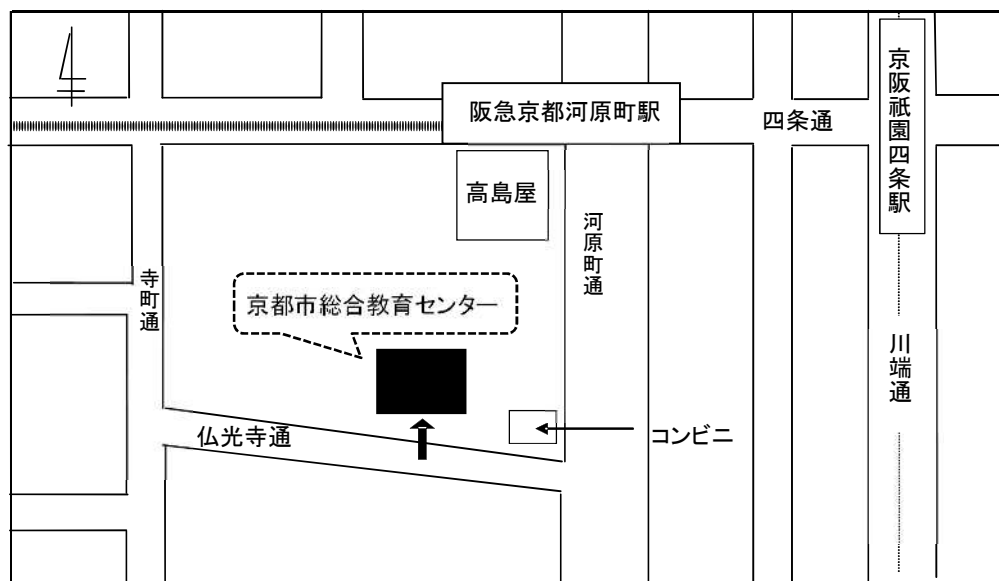 阪急京都河原町駅
四条通
京阪祇園四条駅
高島屋
河原町通
寺町通
京都市総合教育センター
川端通
仏光寺通
コンビニ